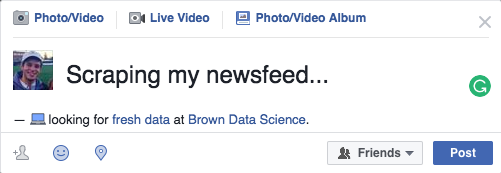 Photo/Video Live Video Photo/Video Album
Scraping my newsfeed...
— looking for fresh data at Brown Data Science.
Friends Post